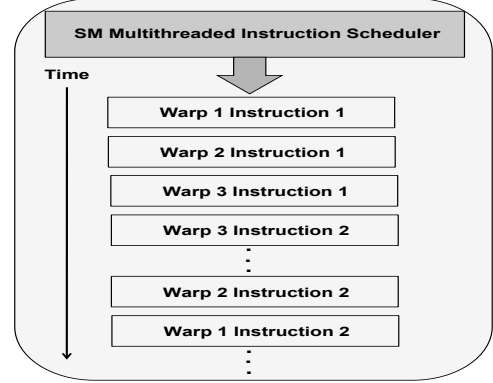 SM Multithreaded Instruction Scheduler
Time
Warp 1 Instruction 1
Warp 2 Instruction 1
Warp 3 Instruction 1
Warp 3 Instruction 2
Warp 2 Instruction 2
Warp 1 Instruction 2